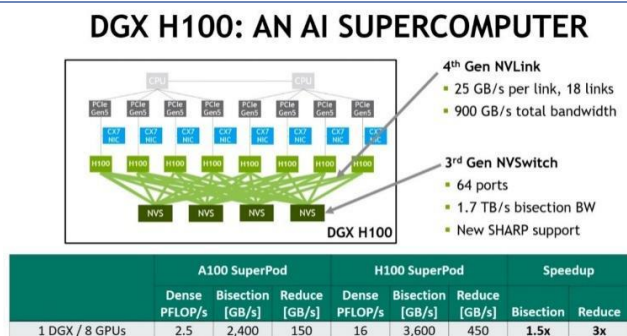 DGX H100: AN AI SUPERCOMPUTER
4th Gen NVLink
▪ 25 GB/s per link, 18 links
▪ 900 GB/s total bandwidth
CPU CPU
PCIe Gen5 PCIe Gen5 PCIe Gen5 PCIe Gen5 PCIe Gen5 PCIe Gen5 PCIe Gen5 PCIe Gen5
CX7 NIC CX7 NIC CX7 NIC CX7 NIC CX7 NIC CX7 NIC CX7 NIC CX7 NIC
H100 H100 H100 H100 H100 H100 H100 H100
NVS NVS NVS NVS
DGX H100
3rd Gen NVSwitch
▪ 64 ports
▪ 1.7 TB/s bisection BW
▪ New SHARP support
A100 SuperPod H100 SuperPod Speedup
Dense PFLOP/s Bisection [GB/s] Reduce [GB/s] Dense PFLOP/s Bisection [GB/s] Reduce [GB/s] Bisection Reduce
1 DGX / 8 GPUs 2.5 2,400 150 16 3,600 450 1.5x 3x